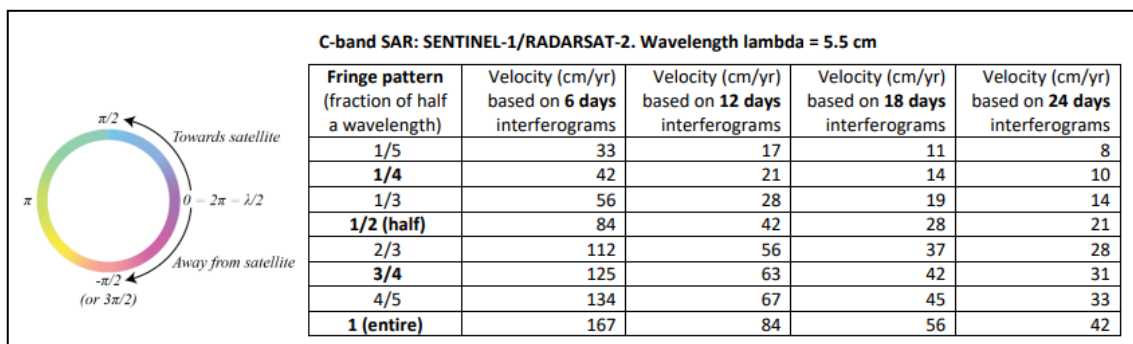 C-band SAR: SENTINEL-1/RADARSAT-2. Wavelength lambda = 5.5 cm
Fringe pattern (fraction of half a wavelength) Velocity (cm/yr) based on 6 days interferograms Velocity (cm/yr) based on 12 days interferograms Velocity (cm/yr) based on 18 days interferograms Velocity (cm/yr) based on 24 days interferograms
1/5 33 17 11 8
1/4 42 21 14 10
1/3 56 28 19 14
1/2 (half) 84 42 28 21
2/3 112 56 37 28
3/4 125 63 42 31
4/5 134 67 45 33
1 (entire) 167 84 56 42
π/2
Towards satellite
π
0 = 2π = λ/2
Away from satellite
-π/2
(or 3π/2)